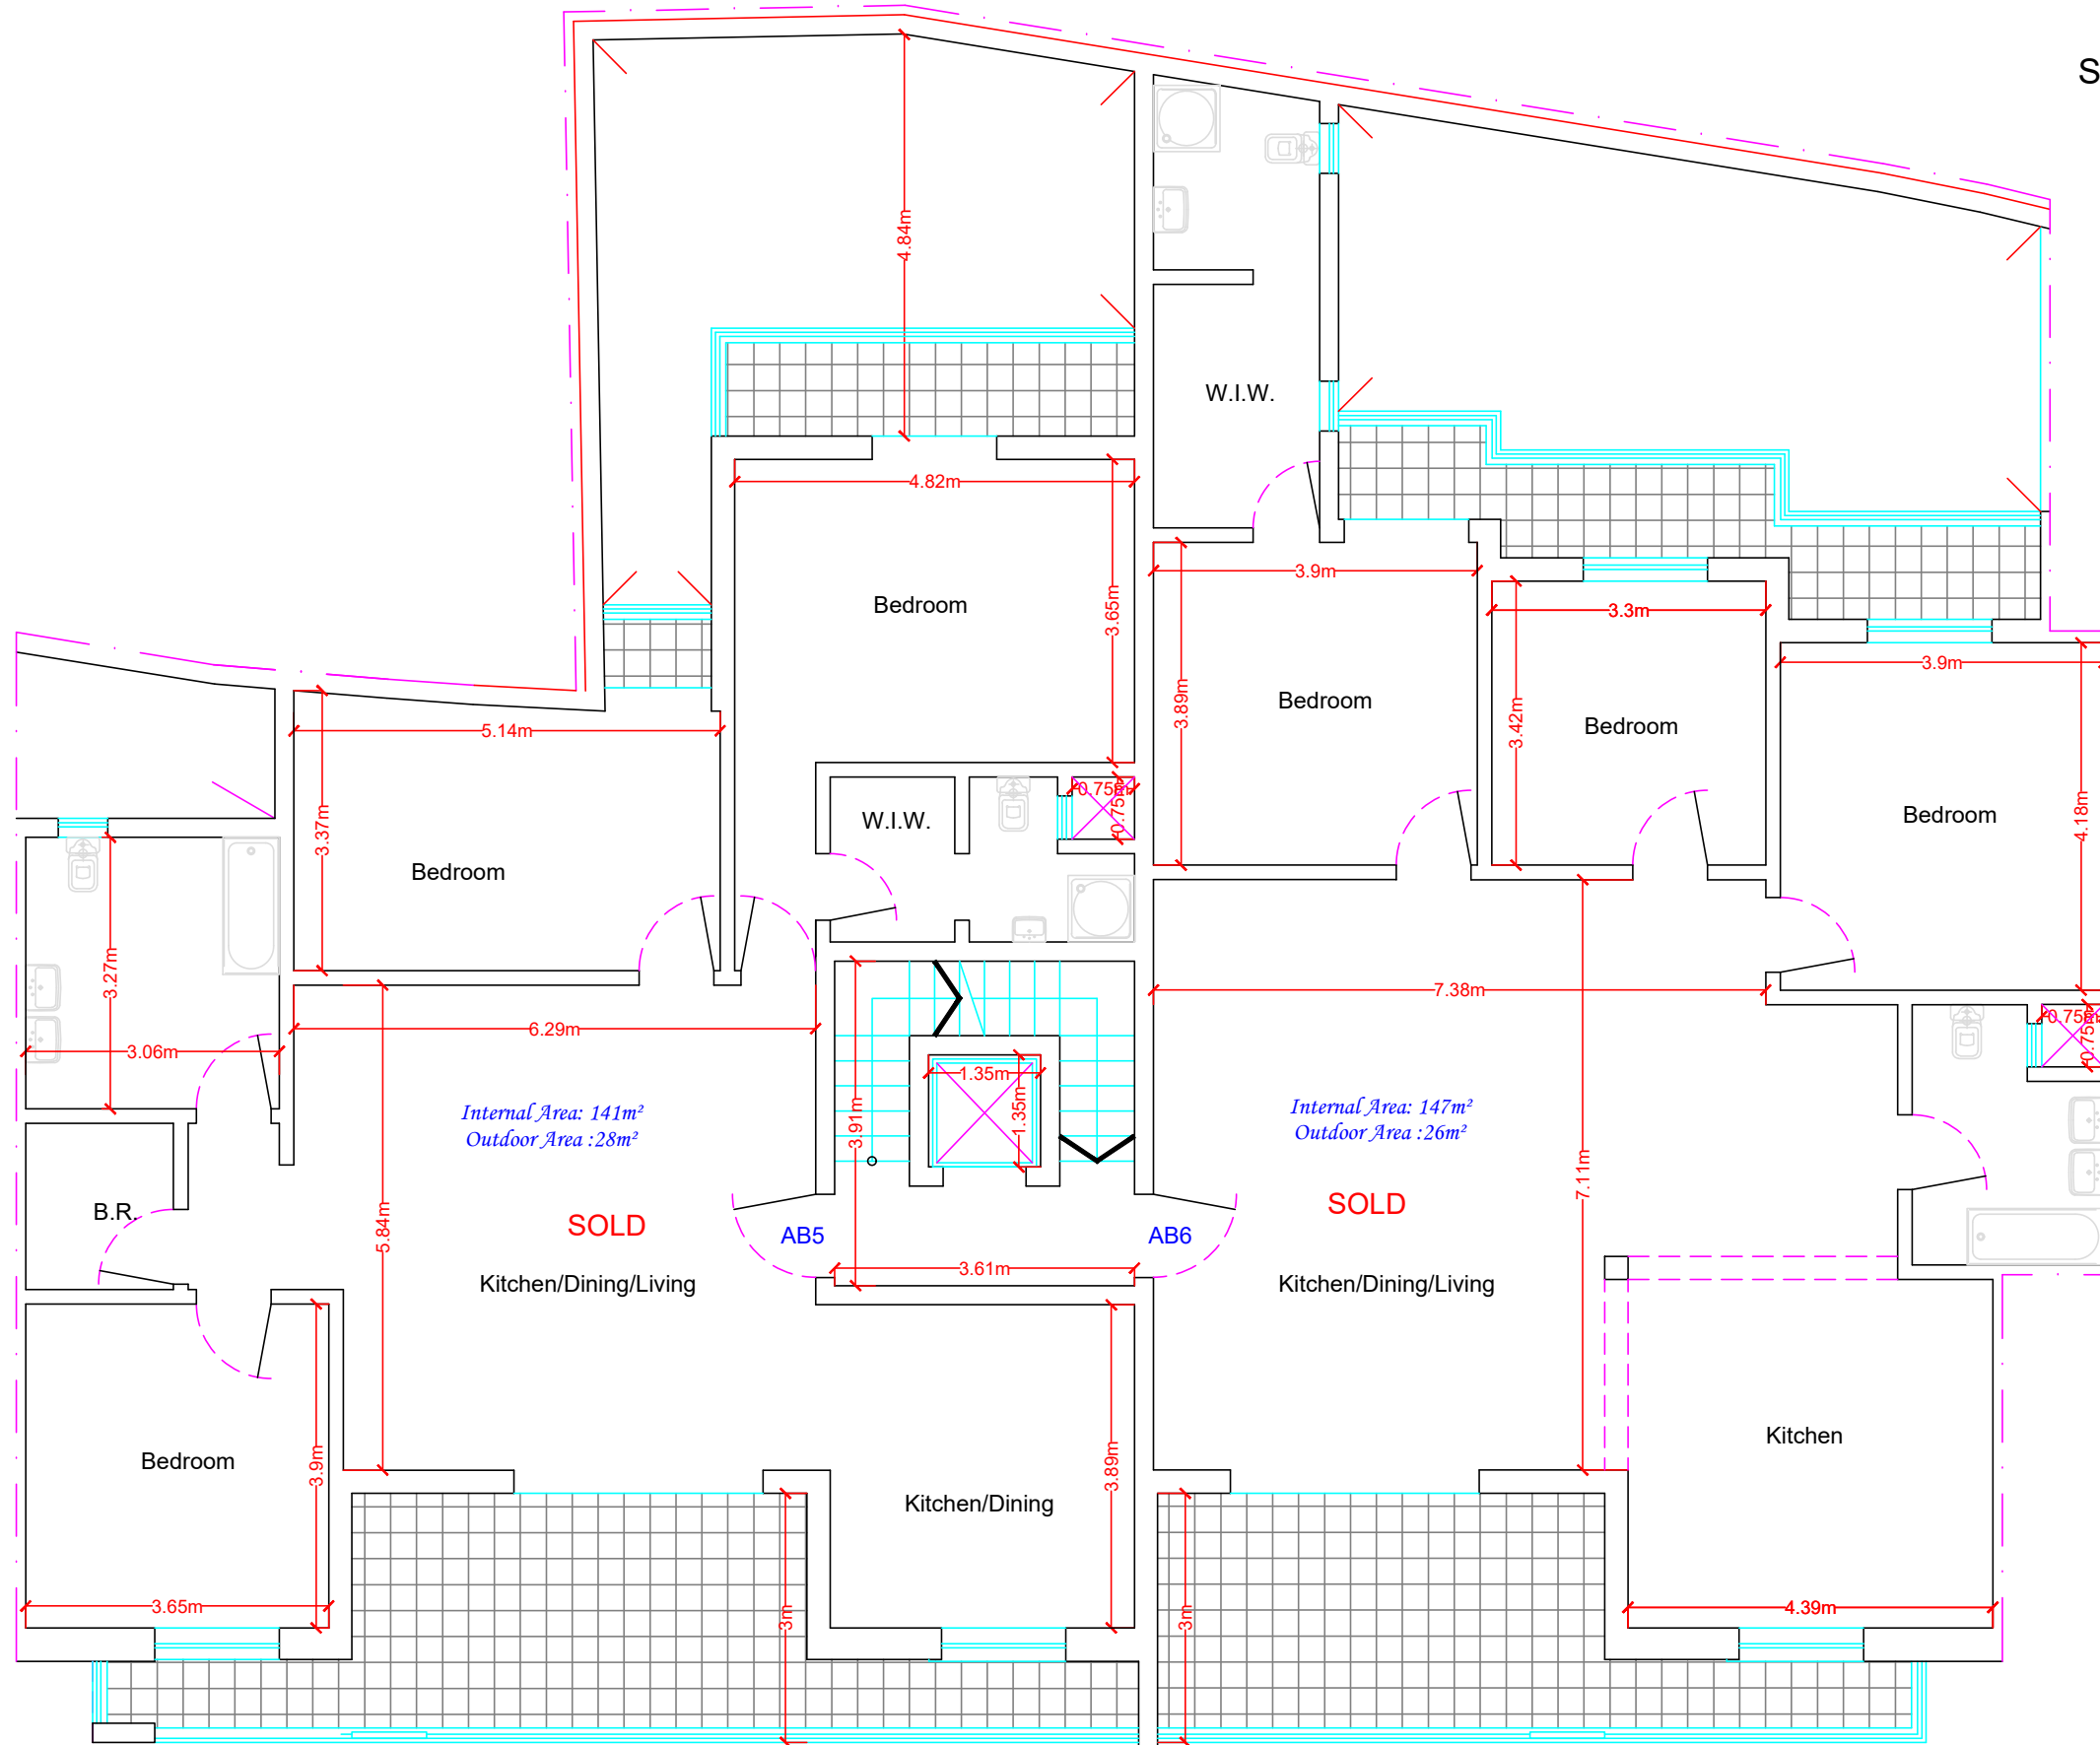 S
4.84m
W.I.W.
4.82m
3.9m
3.65m
Bedroom
3.3m
3.9m
Bedroom
3.89m
3.42m
Bedroom
5.14m
0.75m
0.75m
W.I.W.
Bedroom
4.18m
3.37m
Bedroom
3.27m
7.38m
0.75m
0.75m
6.29m
3.06m
1.35m
1.35m
Internal Area: 141m²
Outdoor Area :28m²
3.91m
Internal Area: 147m²
Outdoor Area :26m²
7.11m
B.R.
5.84m
SOLD
AB5
AB6
SOLD
3.61m
Kitchen/Dining/Living
Kitchen/Dining/Living
Bedroom
3.9m
Kitchen/Dining
3.89m
Kitchen
3.65m
3m
3m
4.39m